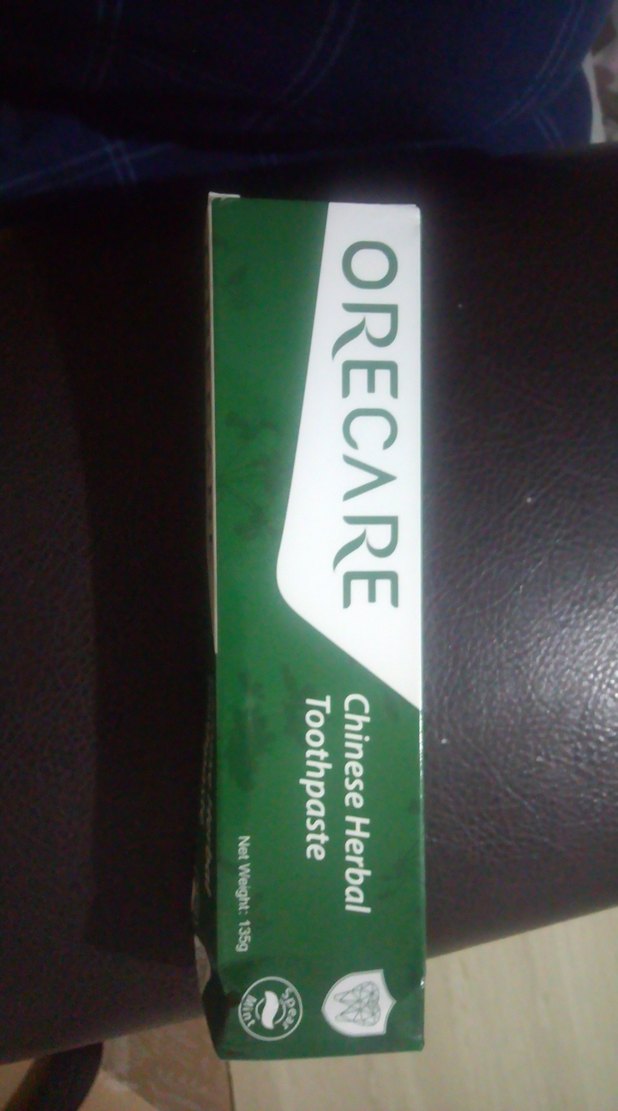 ORECARE
Chinese Herbal
Toothpaste
Net Weight: 135g
Spear
Mint